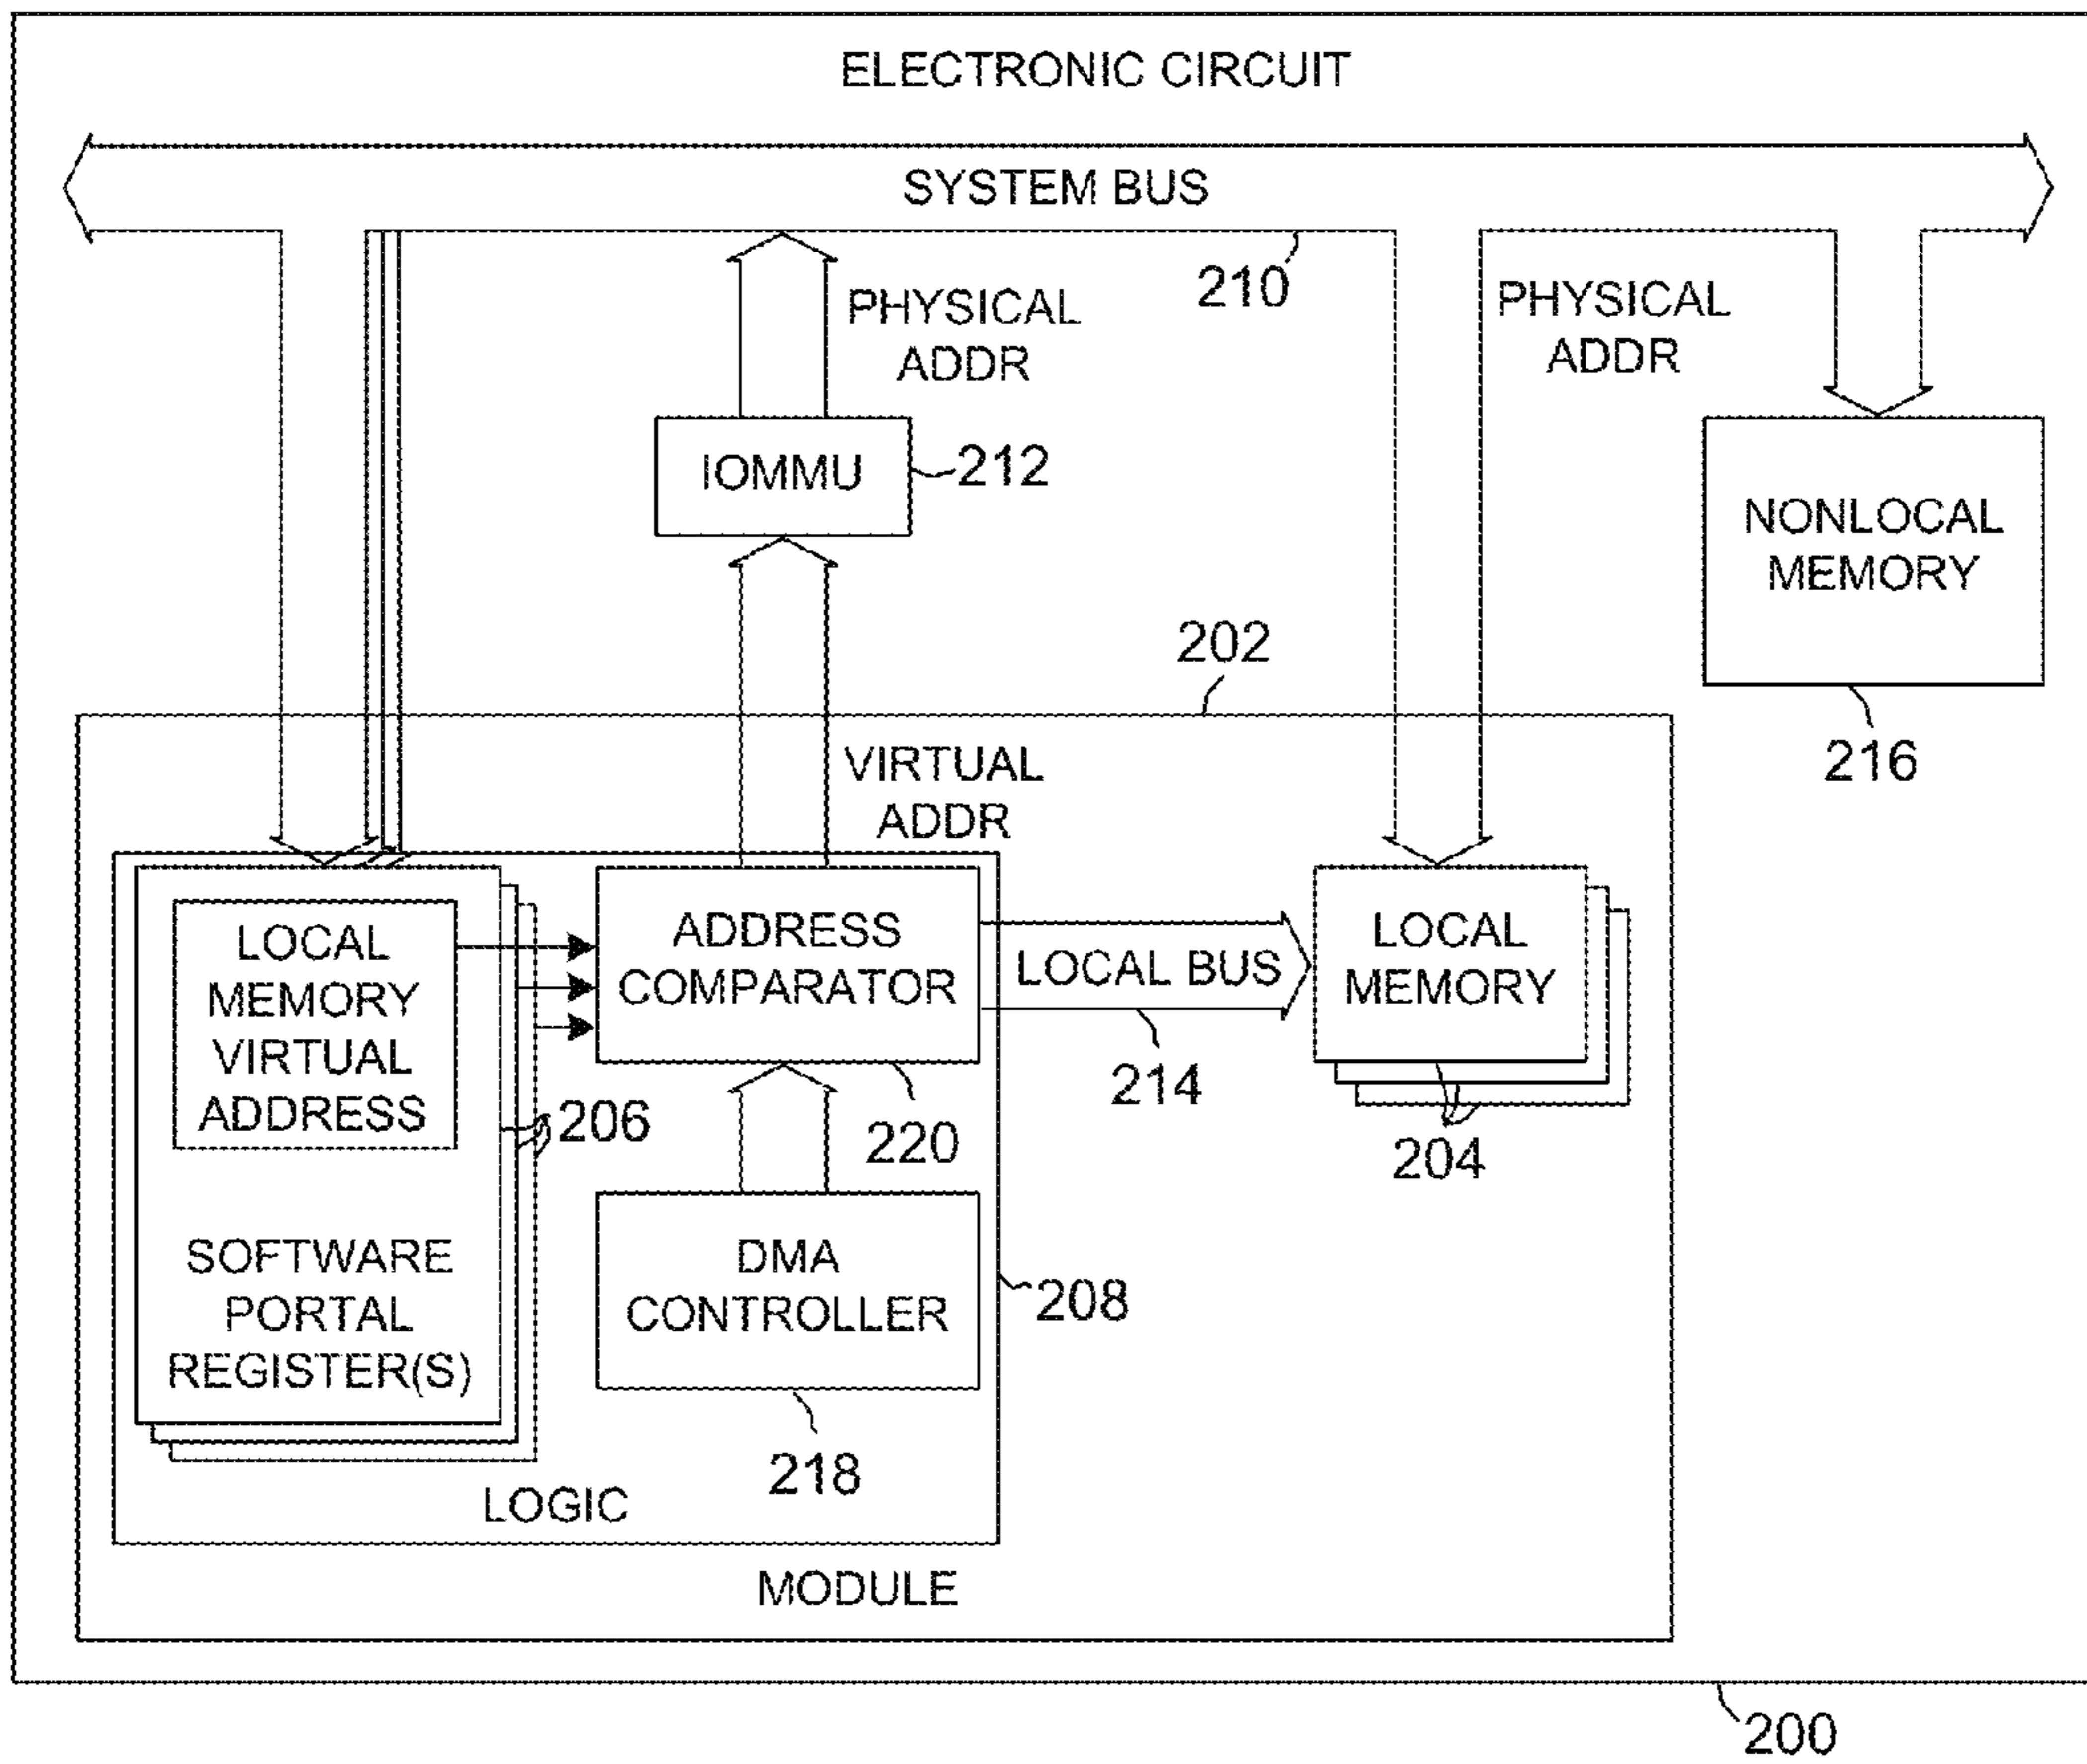 ELECTRONIC CIRCUIT
SYSTEM BUS
210
PHYSICAL
ADDR
PHYSICAL
ADDR
IOMMU
212
NONLOCAL
MEMORY
216
202
VIRTUAL
ADDR
LOCAL
MEMORY
VIRTUAL
ADDRESS
206
SOFTWARE
PORTAL
REGISTER(S)
ADDRESS
COMPARATOR
220
LOCAL BUS
214
LOCAL
MEMORY
204
DMA
CONTROLLER
208
218
LOGIC
MODULE
200